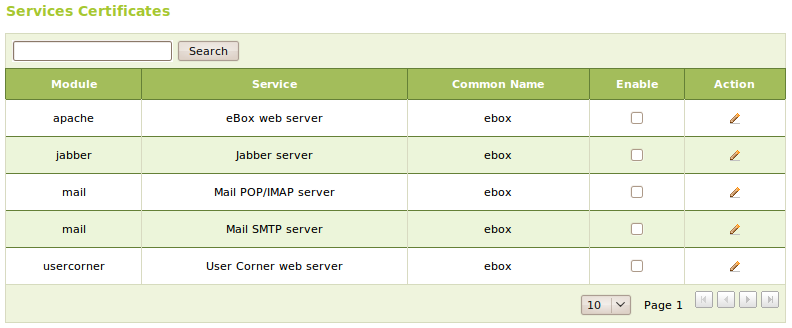 Services Certificates
Search
Module Service Common Name Enable Action
apache eBox web server ebox
jabber Jabber server ebox
mail Mail POP/IMAP server ebox
mail Mail SMTP server ebox
usercorner User Corner web server ebox
10 Page 1